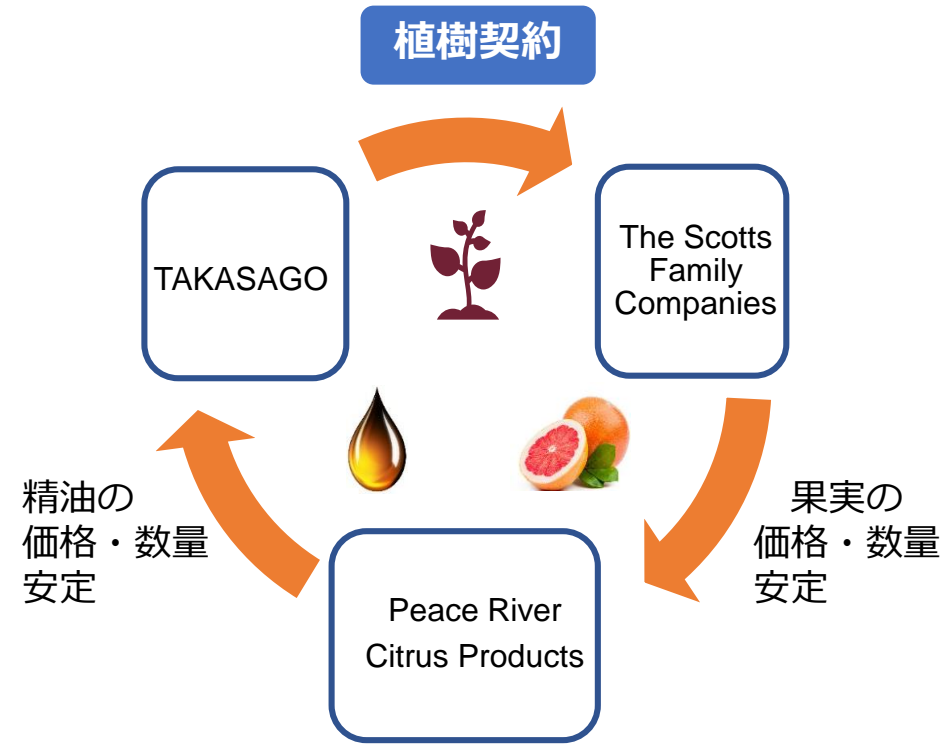 植樹契約
TAKASAGO
The Scotts
Family
Companies
精油の
価格・数量
安定
果実の
価格・数量
安定
Peace River
Citrus Products